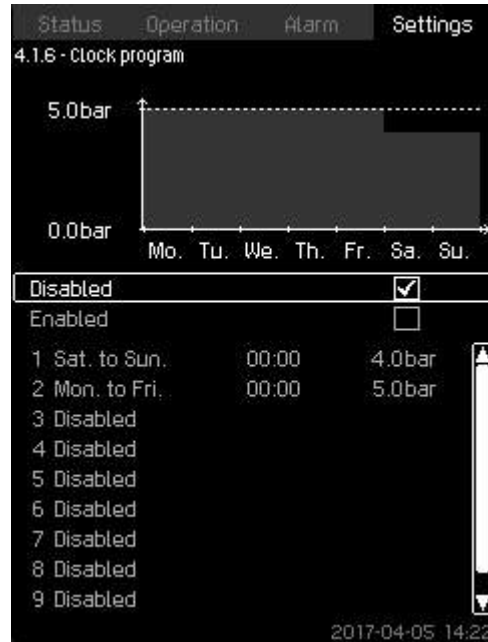 Status Operation Alarm Settings
4.1.6 - Clock program
5.0bar
0.0bar
Mo. Tu. We. Th. Fr. Sa. Su.
Disabled
Enabled
1 Sat. to Sun. 00:00 4.0bar
2 Mon. to Fri. 00:00 5.0bar
3 Disabled
4 Disabled
5 Disabled
6 Disabled
7 Disabled
8 Disabled
9 Disabled
2017-04-05 14:22